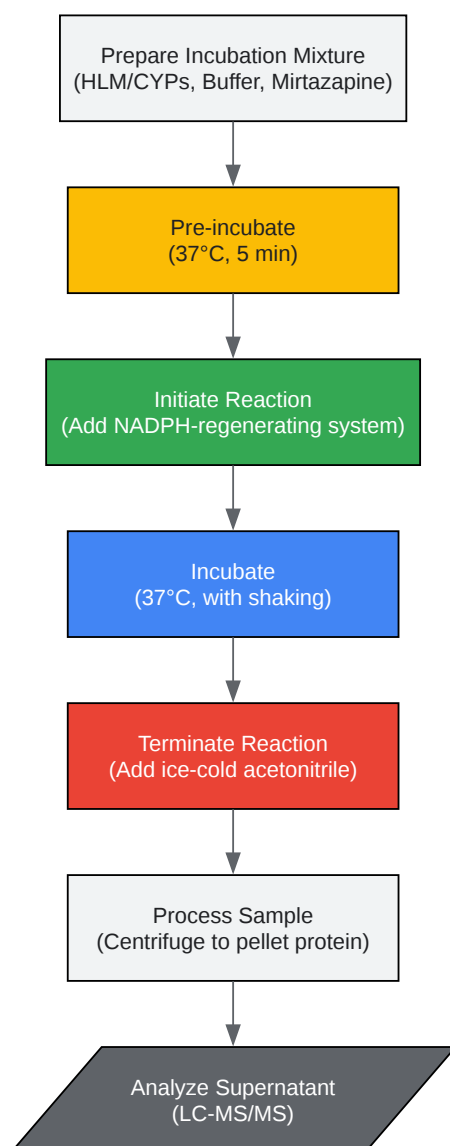 Prepare Incubation Mixture
(HLM/CYPs, Buffer, Mirtazapine)
Pre-incubate
(37°C, 5 min)
Initiate Reaction
(Add NADPH-regenerating system)
Incubate
(37°C, with shaking)
Terminate Reaction
(Add ice-cold acetonitrile)
Process Sample
(Centrifuge to pellet protein)
Analyze Supernatant
(LC-MS/MS)